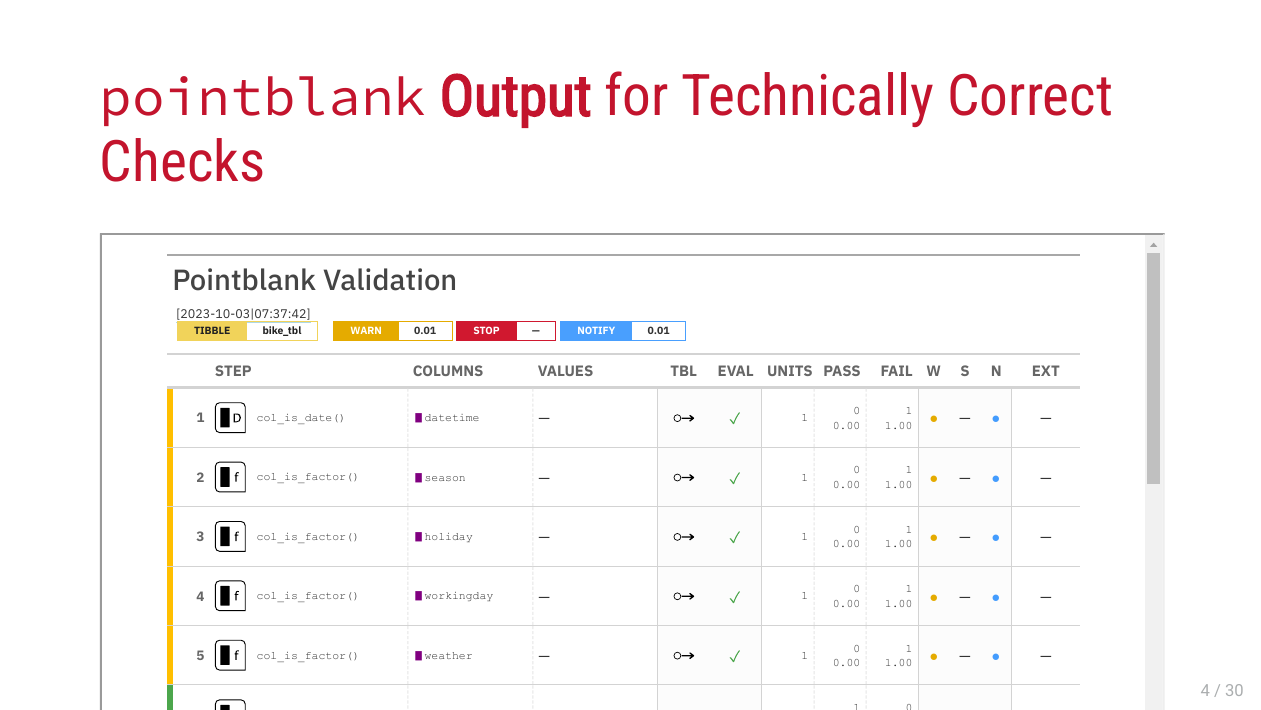 pointblank Output for Technically Correct
Checks
Pointblank Validation
[2023-10-03|07:37:42]
TIBBLE bike_tbl WARN 0.01 STOP — NOTIFY 0.01
STEP COLUMNS VALUES TBL EVAL UNITS PASS FAIL W S N EXT
1 D col_is_date() datetime — ✓ 1 0 1 ● — ● —
0.00 1.00
2 f col_is_factor() season — ✓ 1 0 1 ● — ● —
0.00 1.00
3 f col_is_factor() holiday — ✓ 1 0 1 ● — ● —
0.00 1.00
4 f col_is_factor() workingday — ✓ 1 0 1 ● — ● —
0.00 1.00
5 f col_is_factor() weather — ✓ 1 0 1 ● — ● —
0.00 1.00
1 0
4 / 30